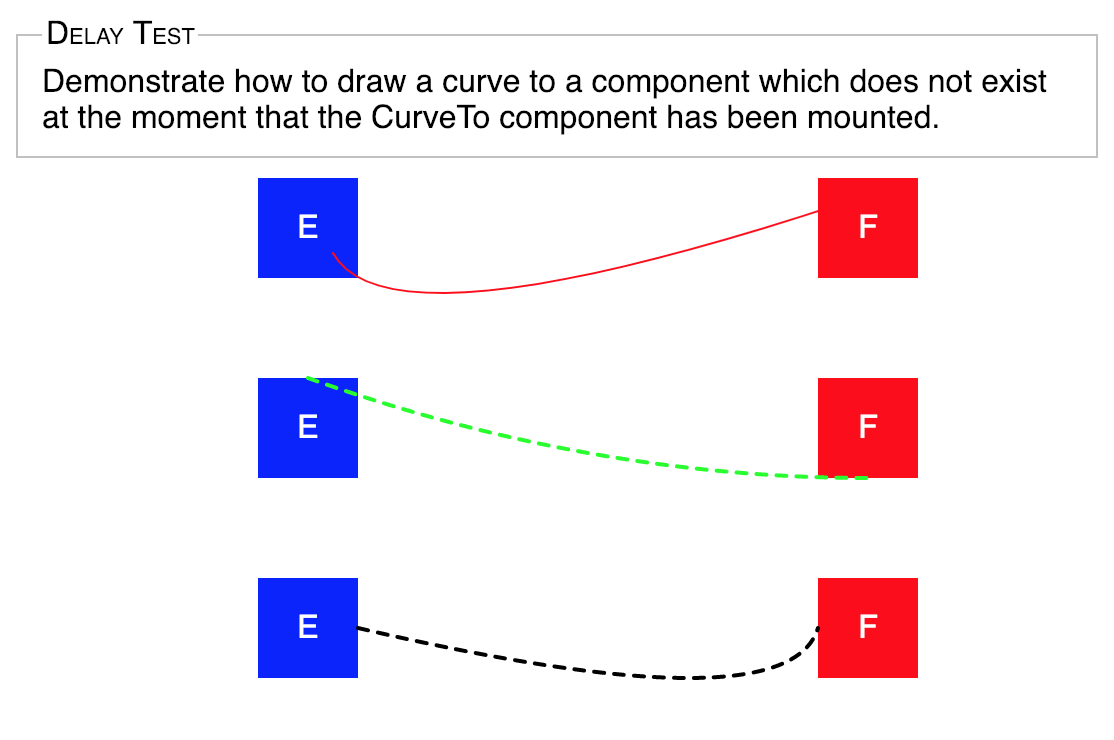 Delay Test
Demonstrate how to draw a curve to a component which does not exist
at the moment that the CurveTo component has been mounted.
E F
E F
E F